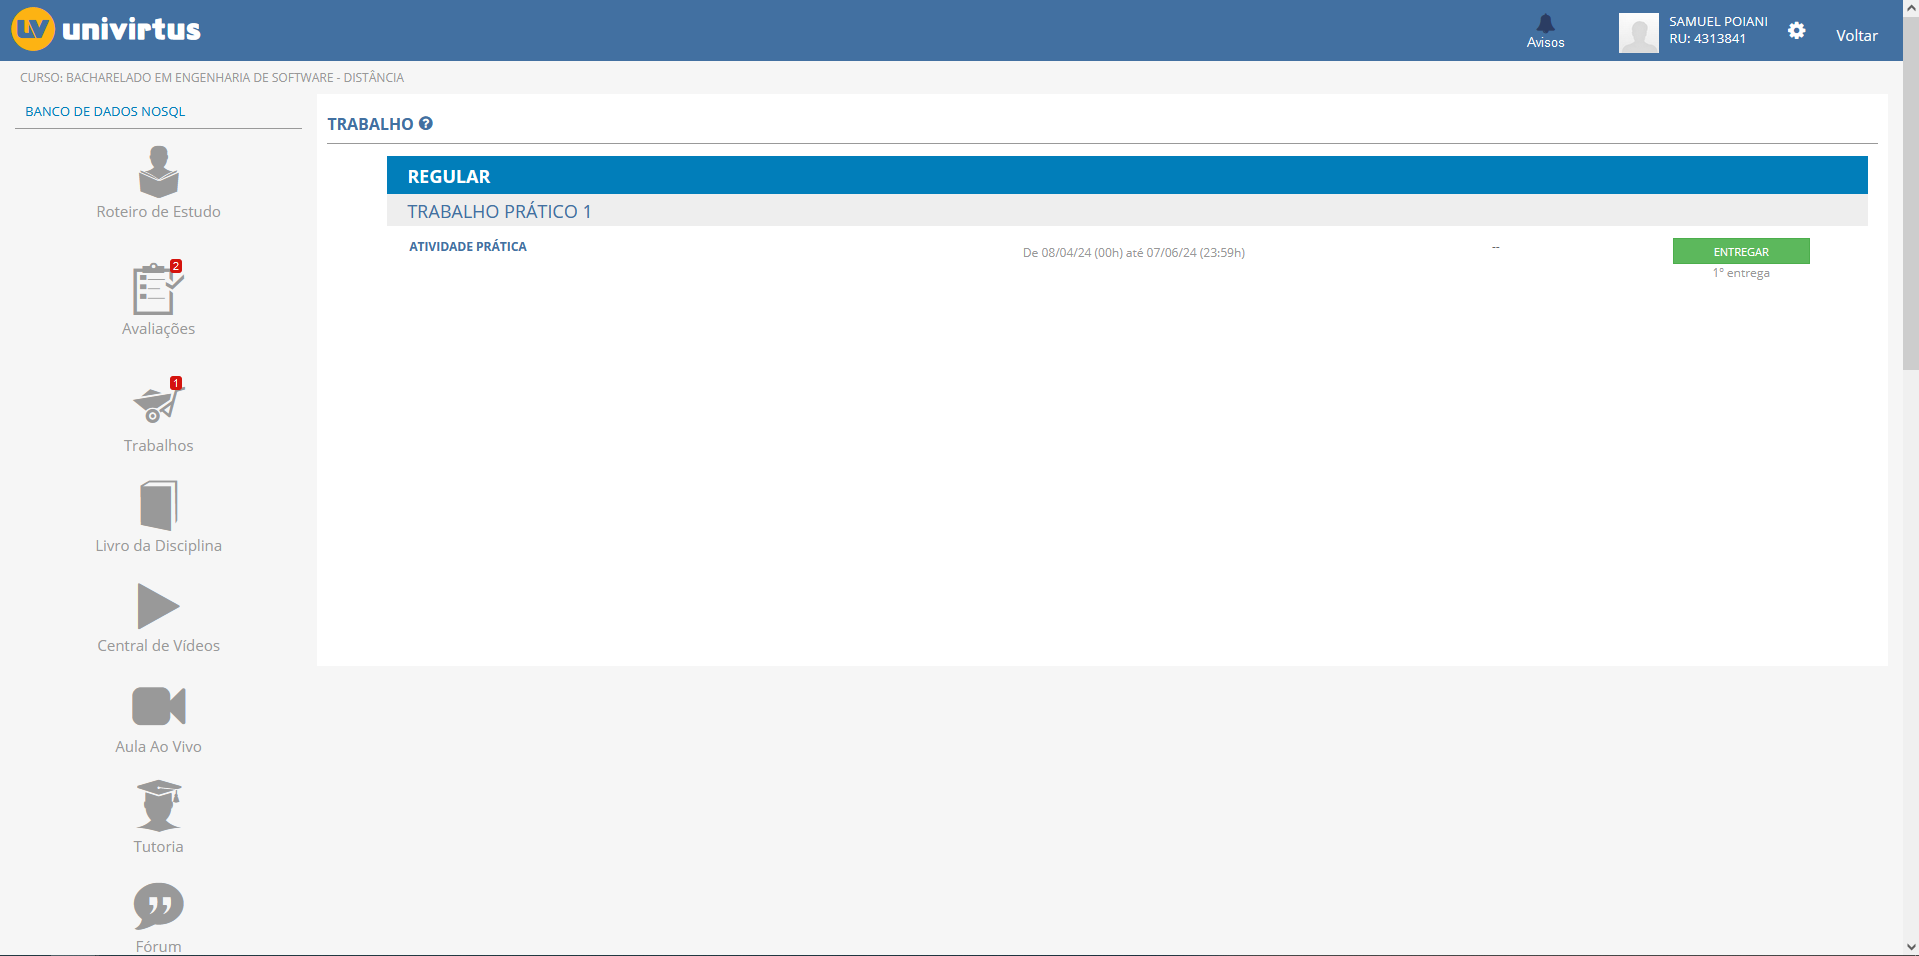 UV univirtus
Avisos
SAMUEL POIANI
RU: 4313841
Voltar
CURSO: BACHARELADO EM ENGENHARIA DE SOFTWARE - DISTÂNCIA
BANCO DE DADOS NOSQL
Roteiro de Estudo
2
Avaliações
1
Trabalhos
Livro da Disciplina
Central de Vídeos
Aula Ao Vivo
Tutoria
Fórum
TRABALHO ?
REGULAR
TRABALHO PRÁTICO 1
ATIVIDADE PRÁTICA
De 08/04/24 (00h) até 07/06/24 (23:59h)
--
ENTREGAR
1º entrega